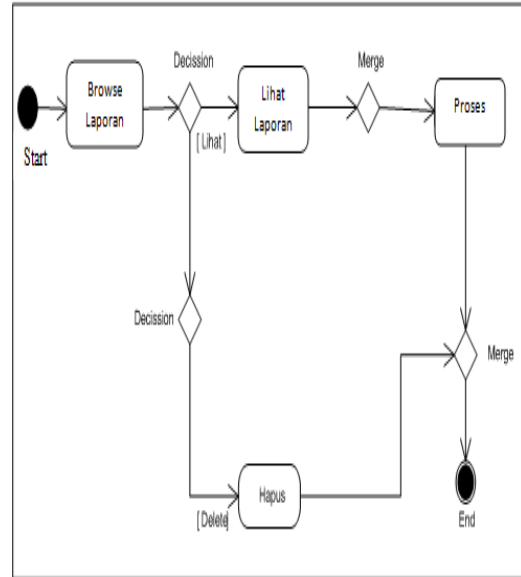 Decission
Merge
Browse
Laporan
Lihat
Laporan
Proses
[ Lihat ]
Start
Decission
Merge
Hapus
[ Delete]
End